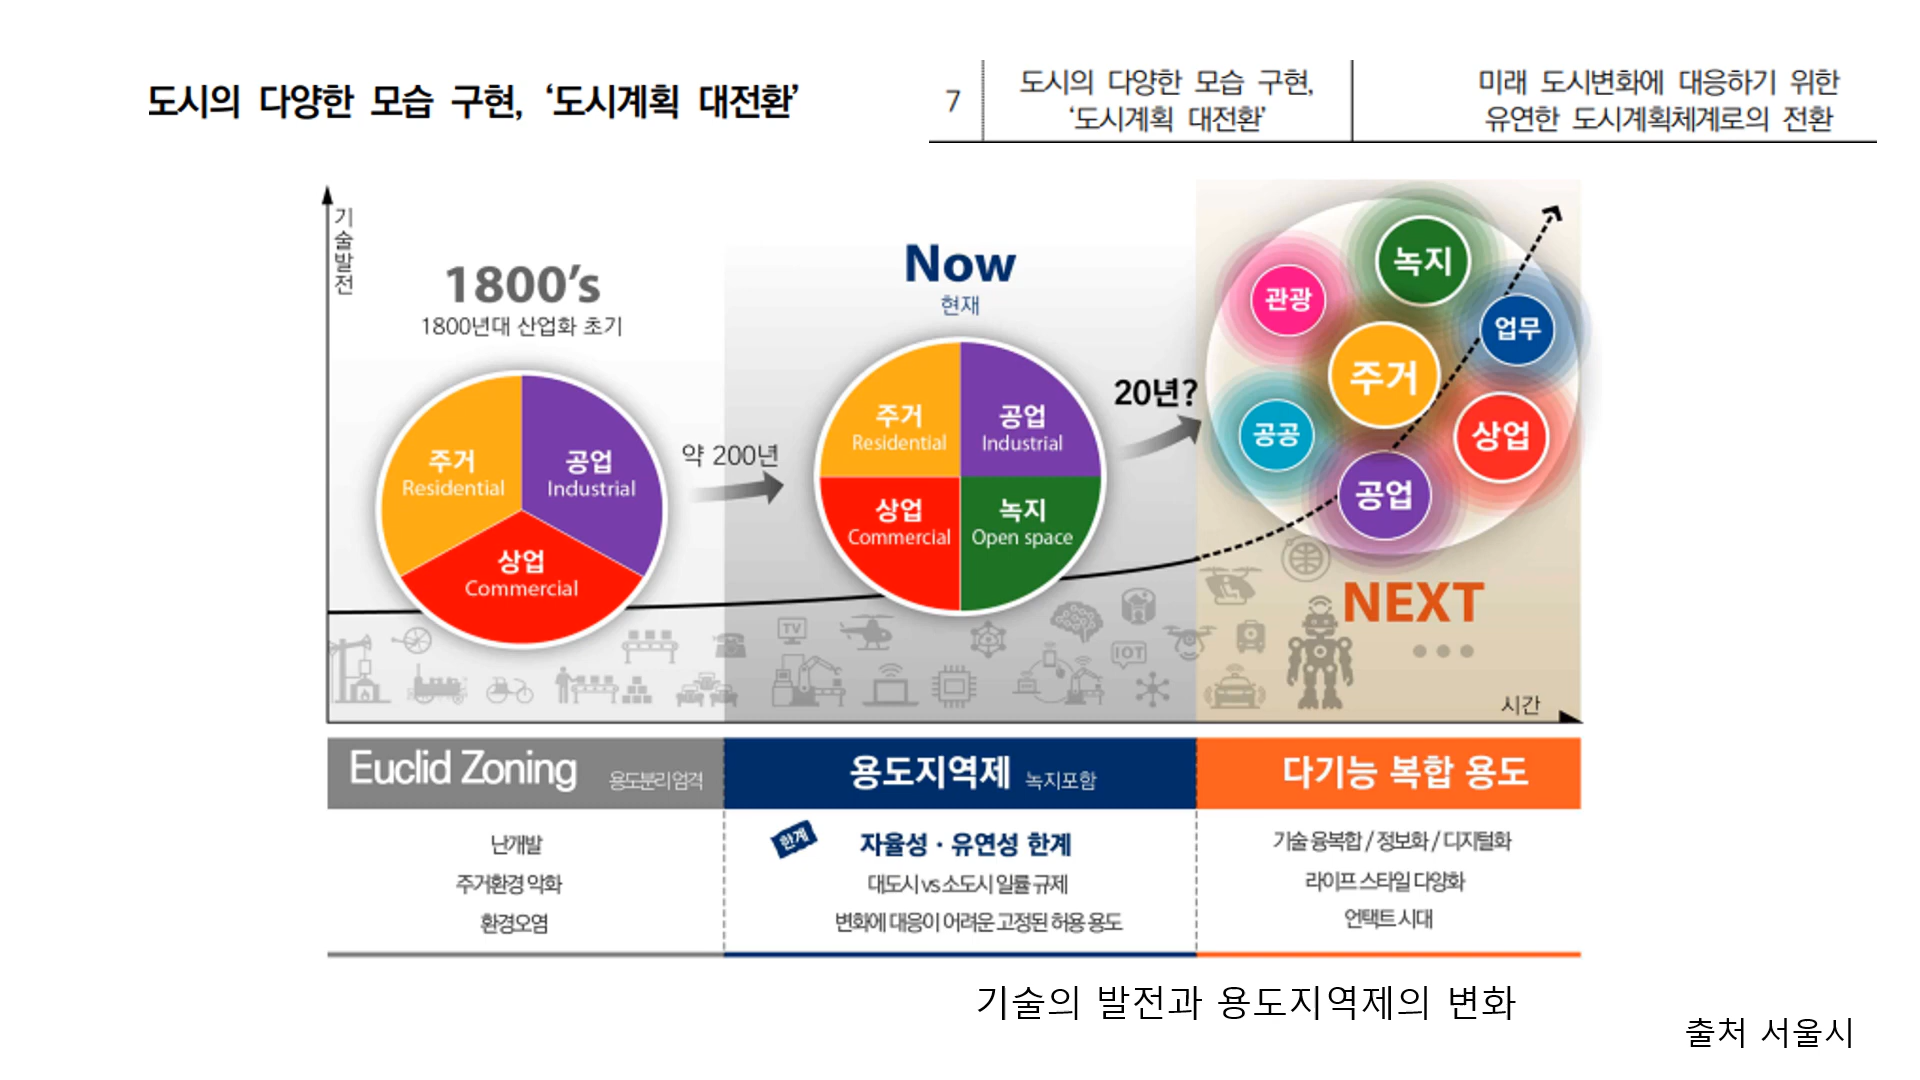 도시의 다양한 모습 구현, ‘도시계획 대전환’
7
도시의 다양한 모습 구현,
‘도시계획 대전환’
미래 도시변화에 대응하기 위한
유연한 도시계획체계로의 전환
기술발전
1800’s
1800년대 산업화 초기
주거
Residential
공업
Industrial
상업
Commercial
약 200년
Now
현재
주거
Residential
공업
Industrial
상업
Commercial
녹지
Open space
20년?
녹지
관광
업무
주거
공공
상업
공업
NEXT
TV
IOT
시간
Euclid Zoning 용도분리 엄격
용도지역제 녹지포함
다기능 복합 용도
난개발
주거환경 악화
환경오염
한계
자율성 · 유연성 한계
대도시 vs 소도시 일률 규제
변화에 대응이 어려운 고정된 허용 용도
기술 융복합 / 정보화 / 디지털화
라이프 스타일 다양화
언택트 시대
기술의 발전과 용도지역제의 변화
출처 서울시